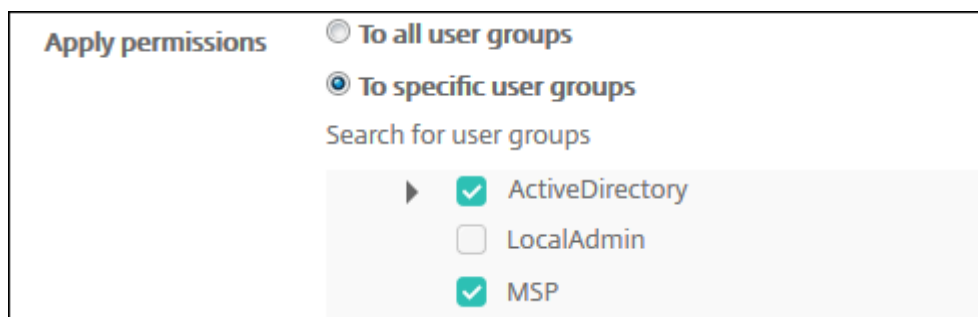 Apply permissions
To all user groups
To specific user groups
Search for user groups
ActiveDirectory
LocalAdmin
MSP